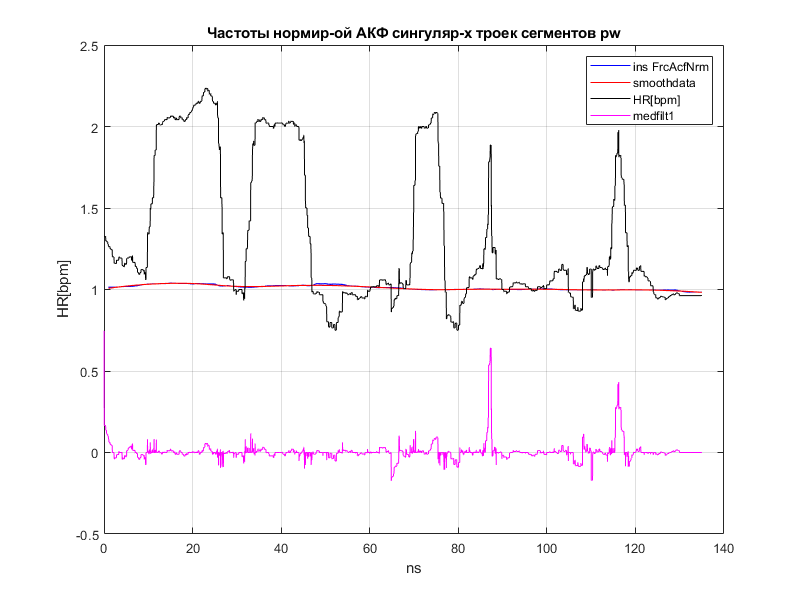 Частоты нормир-ой АКФ сингуляр-х троек сегментов pw
2.5
2
1.5
1
0.5
0
-0.5
HR[bpm]
ins FrcAcfNrm
smoothdata
HR[bpm]
medfilt1
0
20
40
60
80
100
120
140
ns